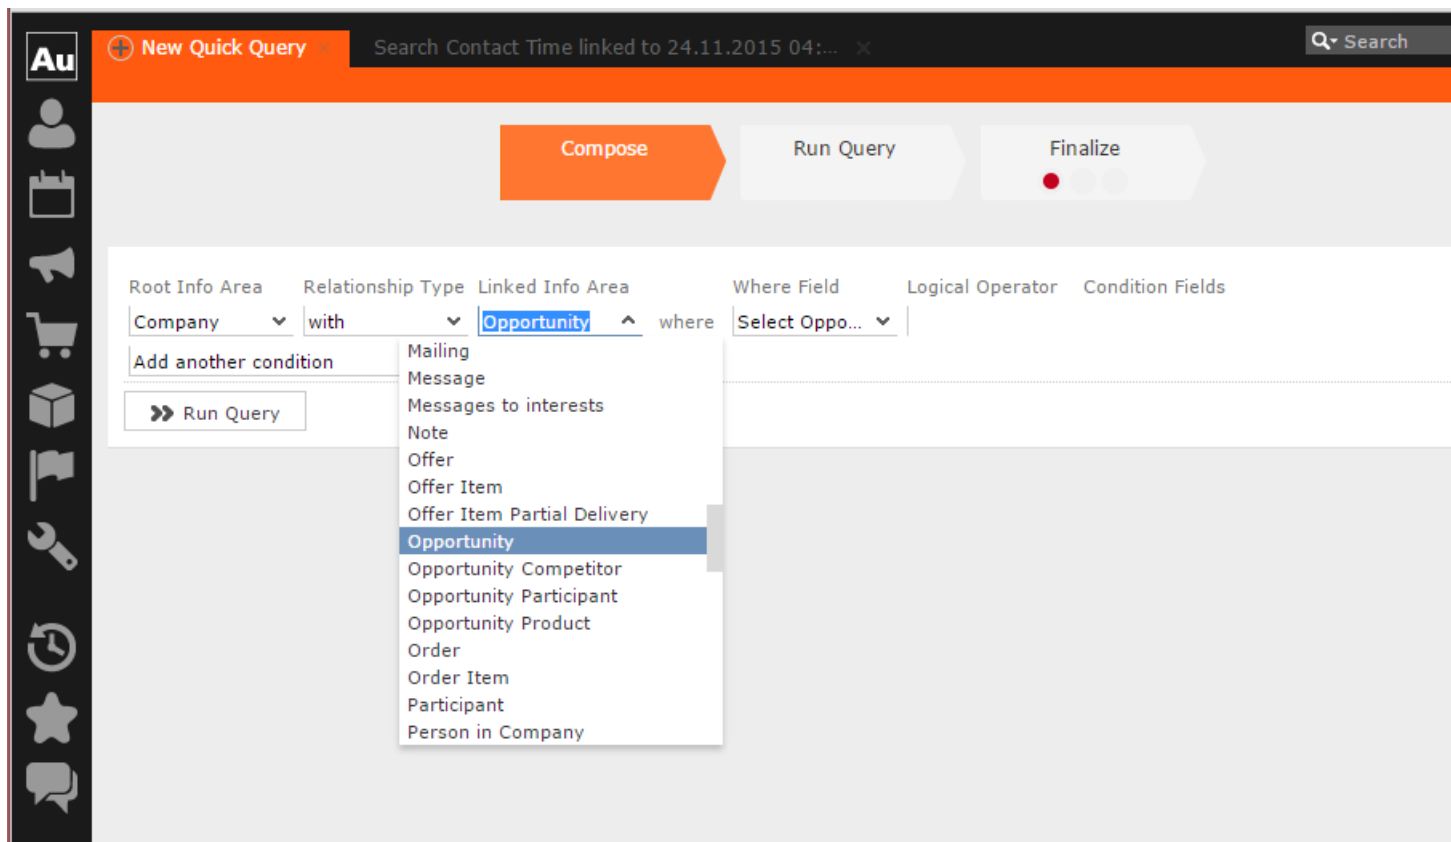 Au
New Quick Query
Search Contact Time linked to 24.11.2015 04:...
Search
Compose
Run Query
Finalize
Root Info Area Relationship Type Linked Info Area Where Field Logical Operator Condition Fields
Company with Opportunity where Select Oppo...
Add another condition
Run Query
Mailing
Message
Messages to interests
Note
Offer
Offer Item
Offer Item Partial Delivery
Opportunity
Opportunity Competitor
Opportunity Participant
Opportunity Product
Order
Order Item
Participant
Person in Company